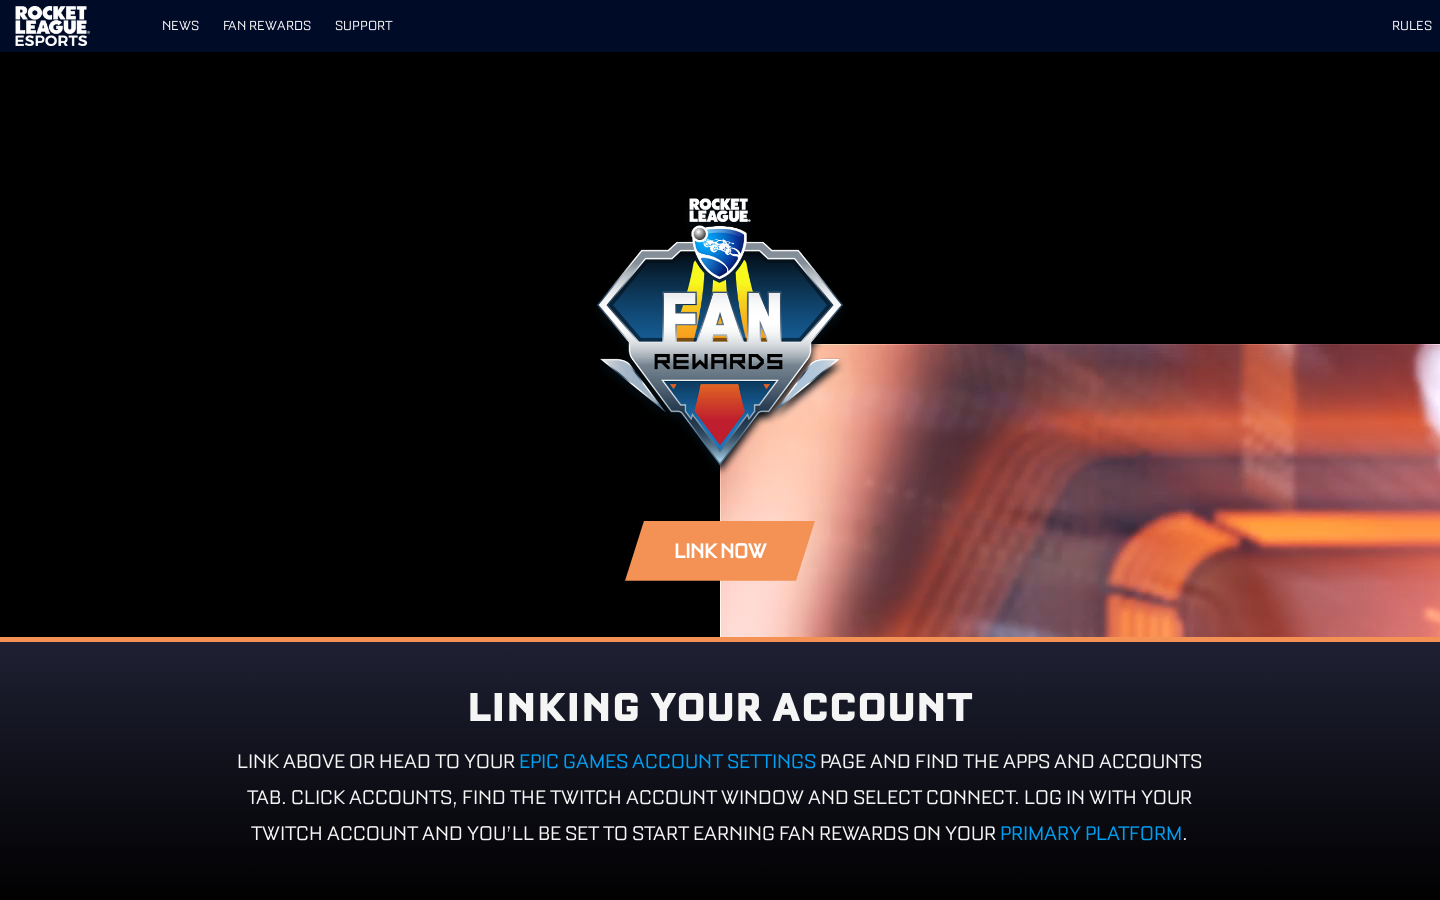 ROCKET
LEAGUE
ESPORTS
NEWS FAN REWARDS SUPPORT RULES
ROCKET
LEAGUE
FAN
REWARDS
LINK NOW
LINKING YOUR ACCOUNT
LINK ABOVE OR HEAD TO YOUR EPIC GAMES ACCOUNT SETTINGS PAGE AND FIND THE APPS AND ACCOUNTS
TAB. CLICK ACCOUNTS, FIND THE TWITCH ACCOUNT WINDOW AND SELECT CONNECT. LOG IN WITH YOUR
TWITCH ACCOUNT AND YOU'LL BE SET TO START EARNING FAN REWARDS ON YOUR PRIMARY PLATFORM.